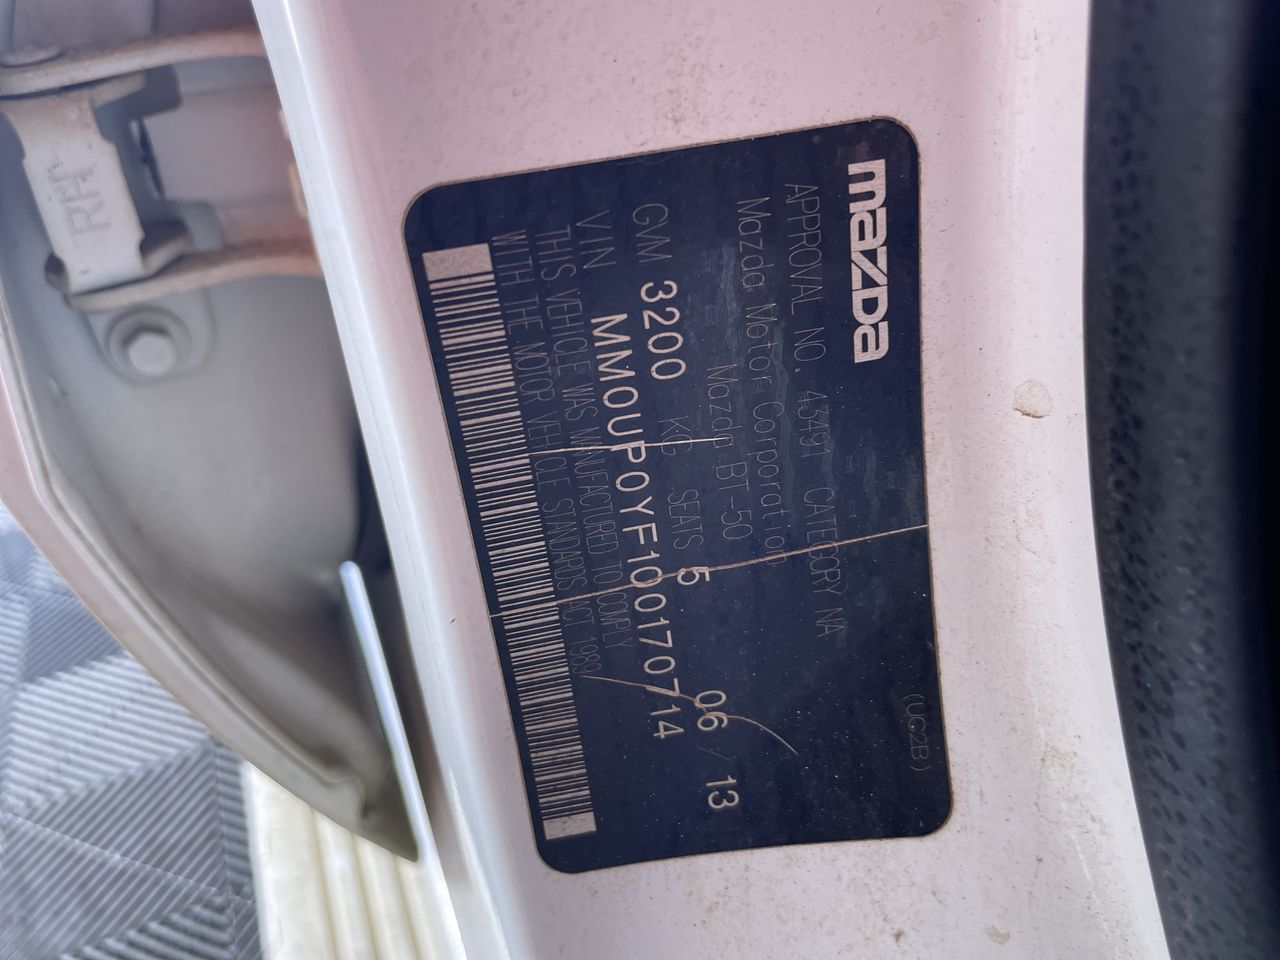 mazda
(UC2B)
APPROVAL NO. 43491 CATEGORY NA
Mazda Motor Corporation
Mazda BT-50
06 / 13
GVM 3200 KG SEATS 5
VIN MM0UP0YF100170714
THIS VEHICLE WAS MANUFACTURED TO COMPLY
WITH THE MOTOR VEHICLE STANDARDS ACT 1989
RH